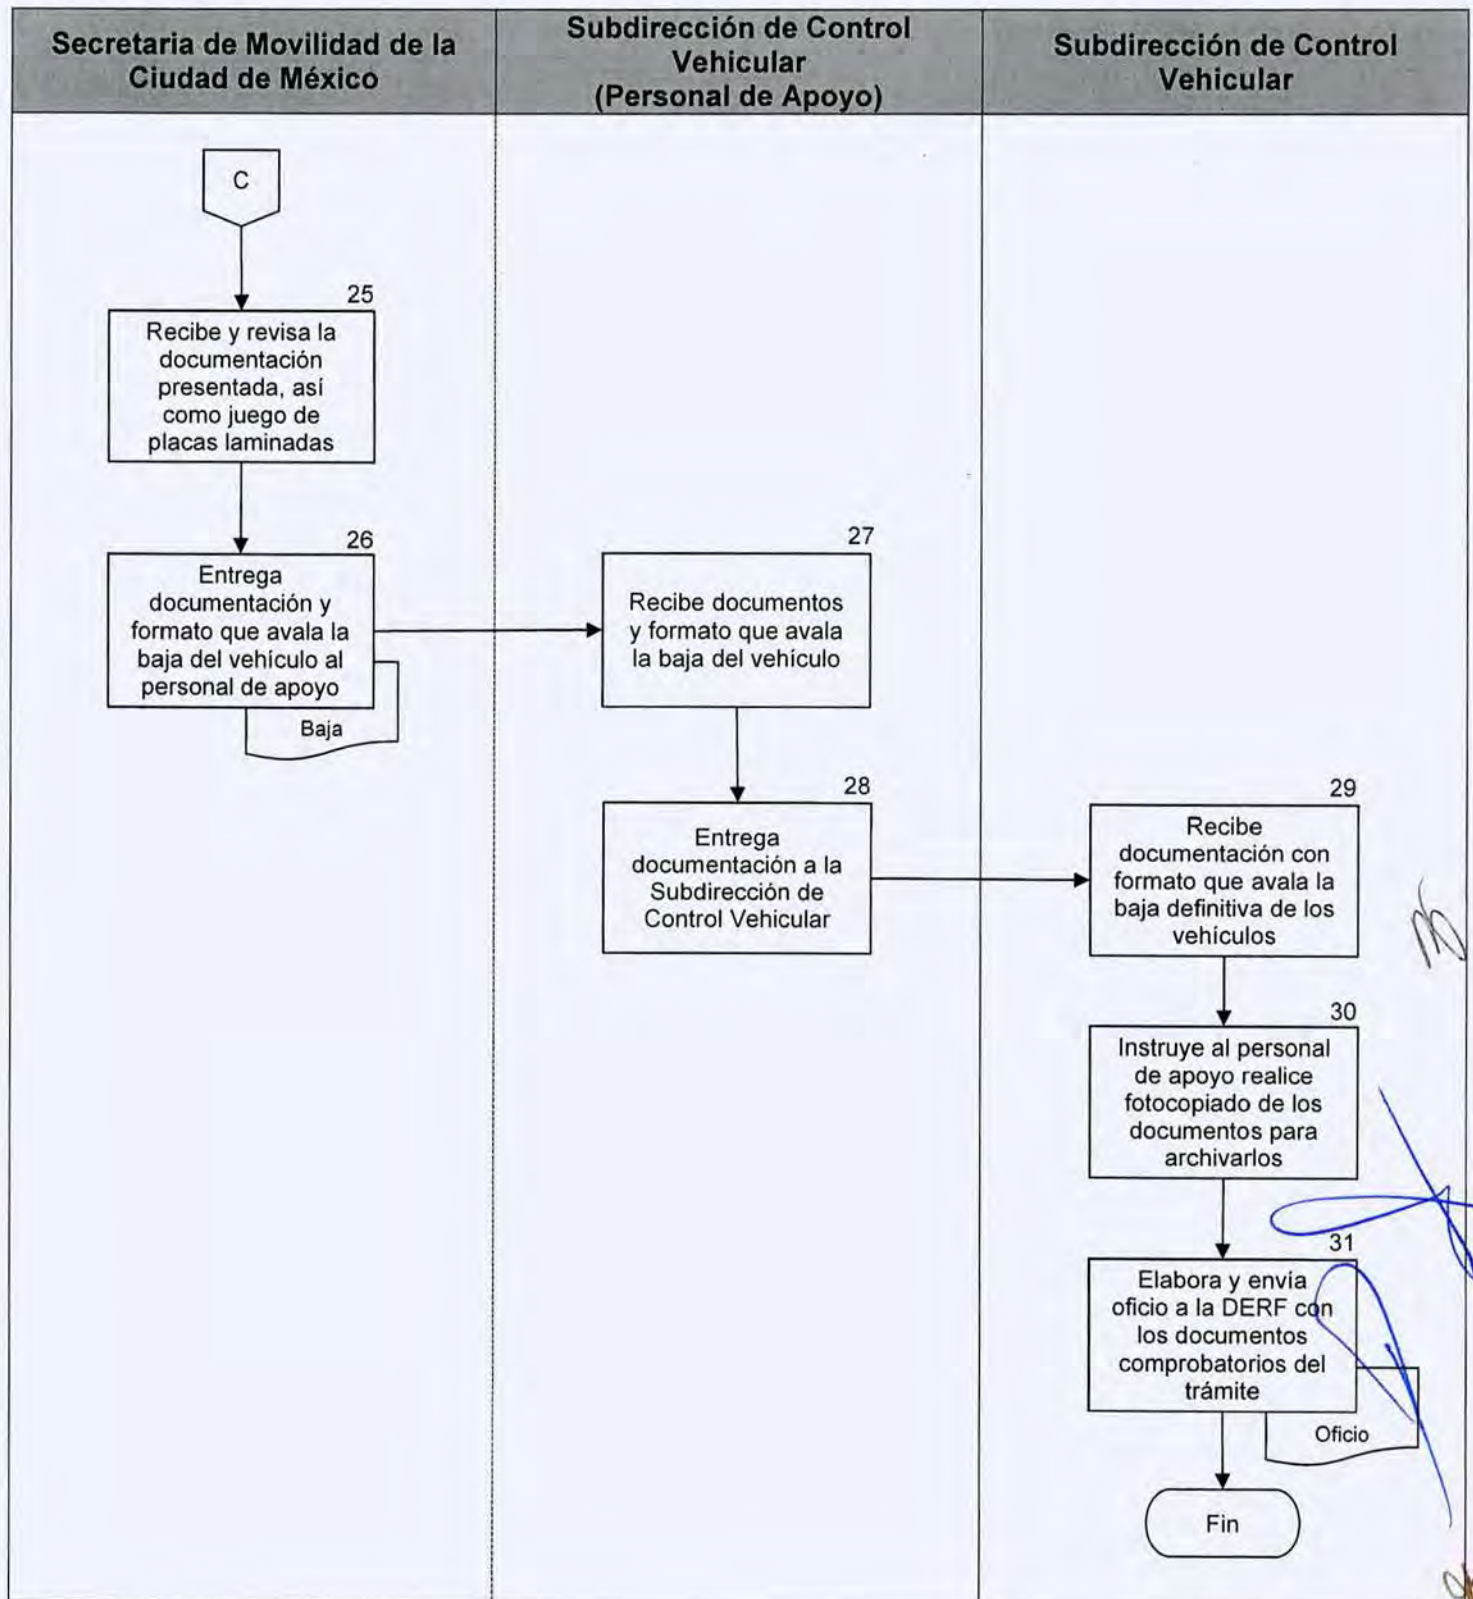 Secretaria de Movilidad de la
Ciudad de México
Subdirección de Control
Vehicular
(Personal de Apoyo)
Subdirección de Control
Vehicular
C
25
Recibe y revisa la
documentación
presentada, así
como juego de
placas laminadas
26
Entrega
documentación y
formato que avala la
baja del vehículo al
personal de apoyo
Baja
27
Recibe documentos
y formato que avala
la baja del vehículo
28
Entrega
documentación a la
Subdirección de
Control Vehicular
29
Recibe
documentación con
formato que avala la
baja definitiva de los
vehículos
30
Instruye al personal
de apoyo realice
fotocopiado de los
documentos para
archivarlos
31
Elabora y envía
oficio a la DERF con
los documentos
comprobatorios del
trámite
Oficio
Fin